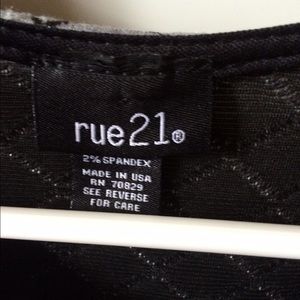 rue21®
2% SPANDEX
MADE IN USA
RN 70829
SEE REVERSE
FOR CARE